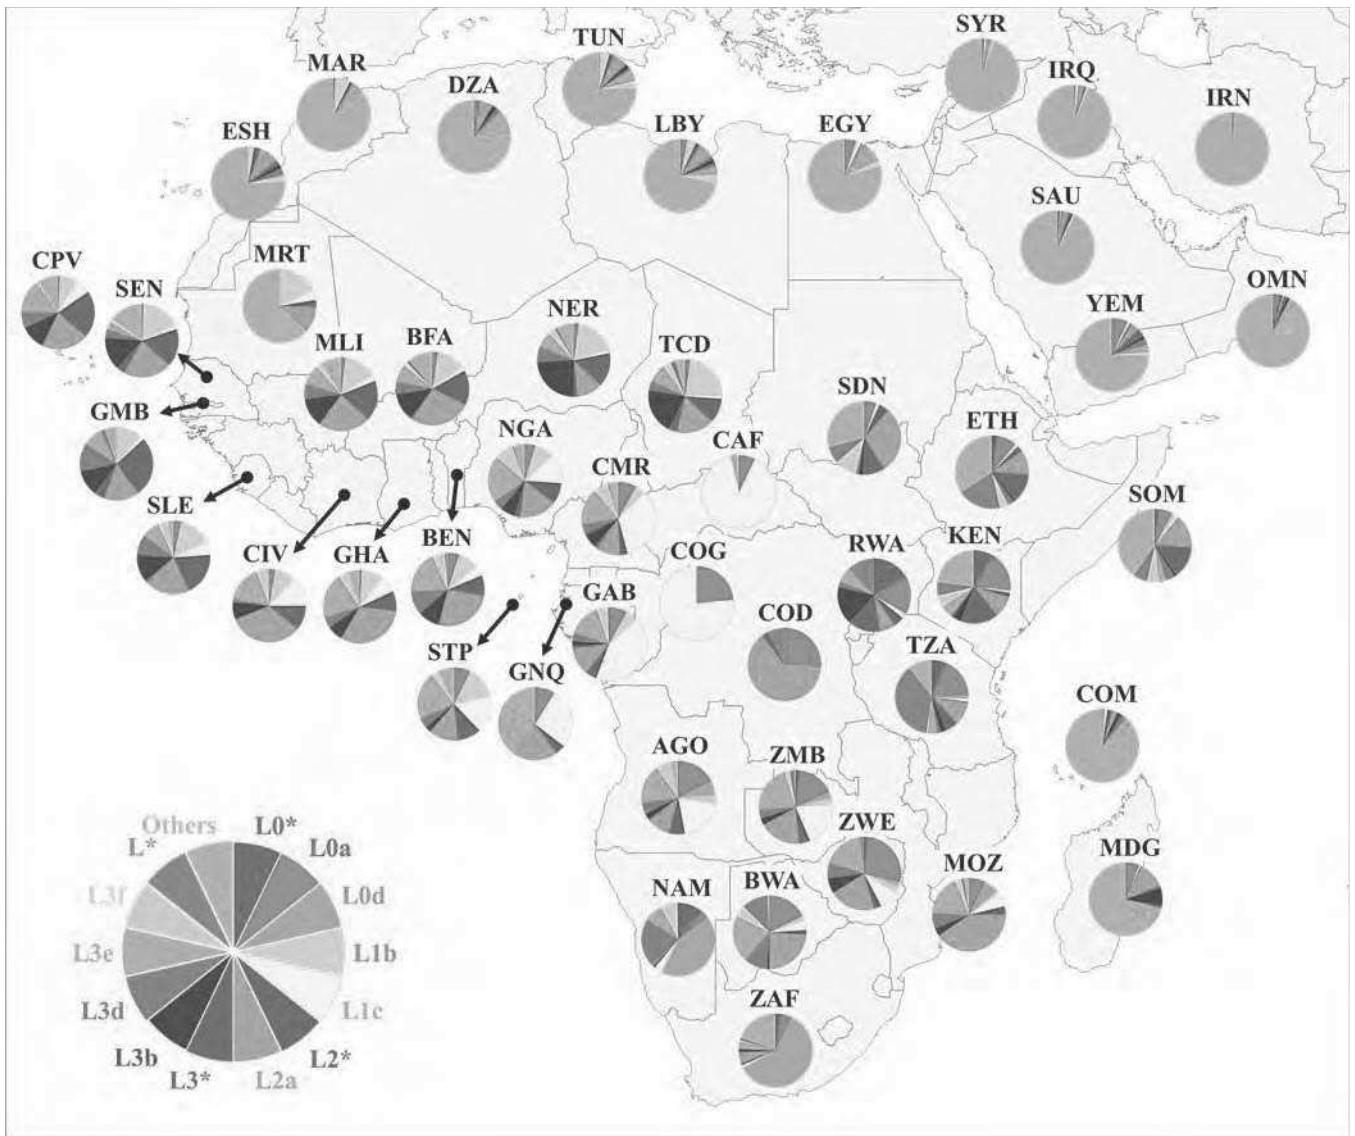 SYR
TUN
MAR
DZA
IRQ
IRN
ESH
LBY
EGY
SAU
CPV
SEN
MRT
OMN
YEM
MLI
BFA
NER
TCD
SDN
GMB
ETH
NGA
CAF
CMR
SLE
SOM
CIV
GHA
BEN
COG
RWA
KEN
GAB
COD
STP
GNQ
TZA
COM
AGO
ZMB
ZWE
MOZ
MDG
NAM
BWA
ZAF
Others
L0*
L*
L0a
L3f
L0d
L3e
L1b
L3d
L1c
L3b
L2*
L3*
L2a